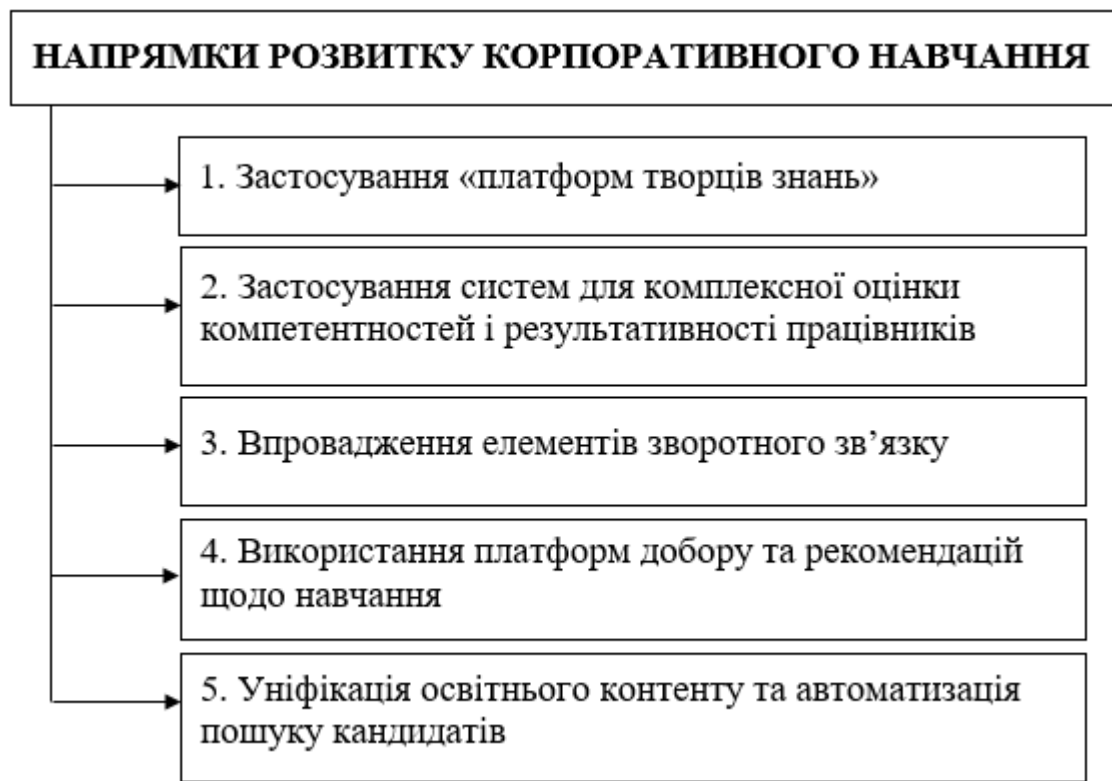 НАПРЯМКИ РОЗВИТКУ КОРПОРАТИВНОГО НАВЧАННЯ
1. Застосування «платформ творців знань»
2. Застосування систем для комплексної оцінки
компетентностей і результативності працівників
3. Впровадження елементів зворотного зв’язку
4. Використання платформ добору та рекомендацій
щодо навчання
5. Уніфікація освітнього контенту та автоматизація
пошуку кандидатів